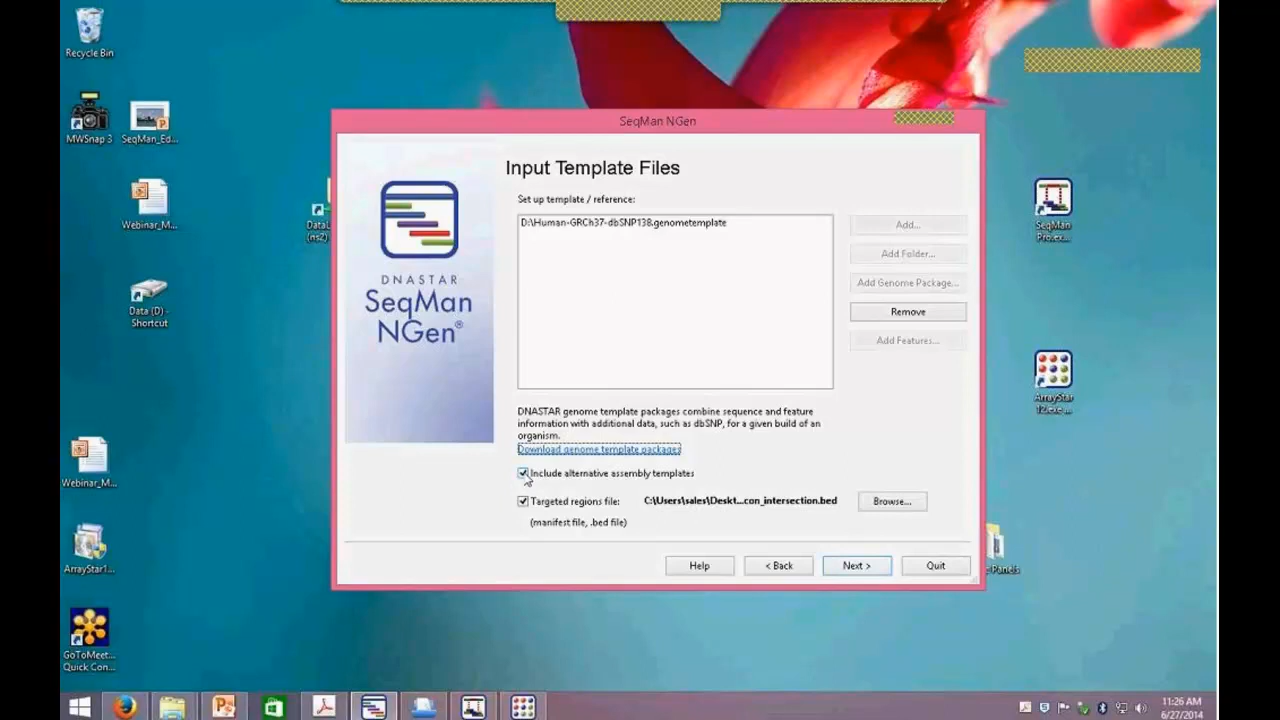 Recycle Bin
MWSnap 3
SeqMan_Ed...
Webinar_M...
Data (D) -
Shortcut
Webinar_M...
ArrayStar1...
GoToMeet...
Quick Con...
DataL
(ns2)
SeqMan NGen
DNASTAR
SeqMan
NGen®
Input Template Files
Set up template / reference:
D:\Human-GRCh37-dbSNP138.genometemplate
Add...
Add Folder...
Add Genome Package...
Remove
Add Features...
DNASTAR genome template packages combine sequence and feature
information with additional data, such as dbSNP, for a given build of an
organism.
Download genome template packages
Include alternative assembly templates
Targeted regions file:
C:\Users\sales\Deskt...con_intersection.bed
Browse...
(manifest file, .bed file)
Help
< Back
Next >
Quit
SeqMan
Pro.ex...
ArrayStar
12.exe ...
Panels
11:26 AM
6/27/2014